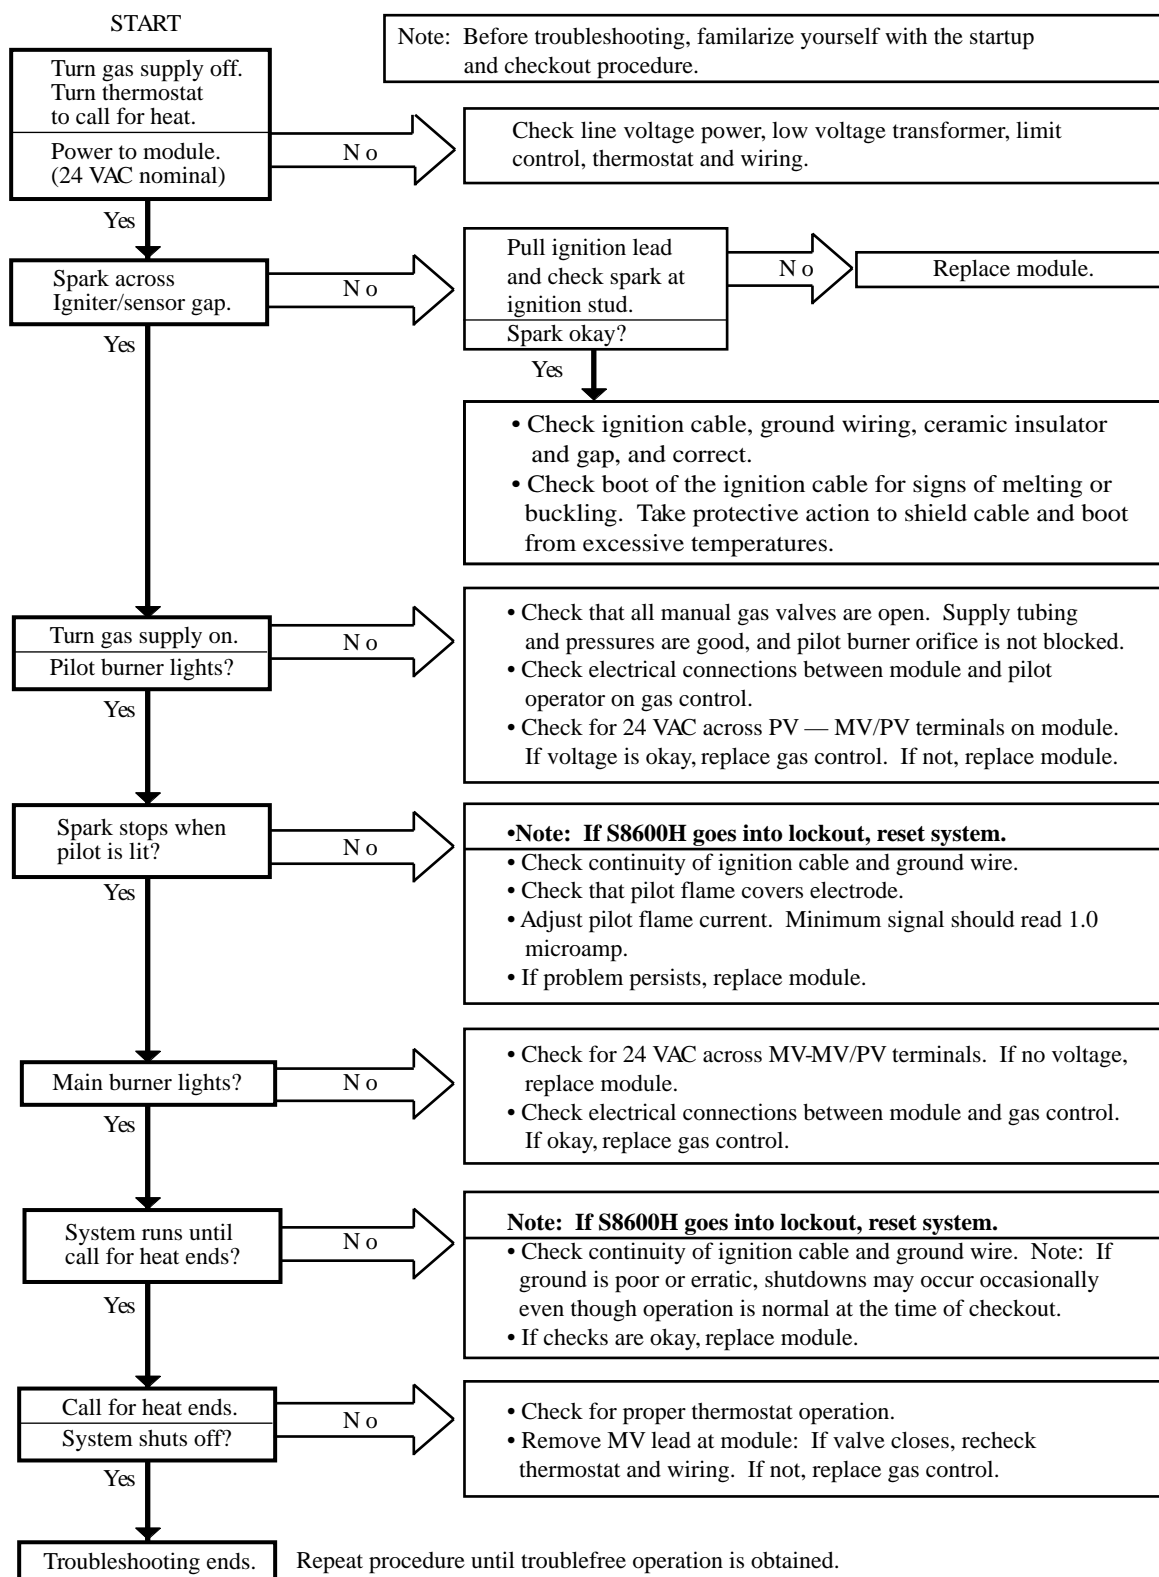 START
Note: Before troubleshooting, familarize yourself with the startup
and checkout procedure.
Turn gas supply off.
Turn thermostat
to call for heat.
Power to module.
(24 VAC nominal)
No
Check line voltage power, low voltage transformer, limit
control, thermostat and wiring.
Yes
Spark across
Igniter/sensor gap.
No
Pull ignition lead
and check spark at
ignition stud.
Spark okay?
No
Replace module.
Yes
Yes
• Check ignition cable, ground wiring, ceramic insulator
and gap, and correct.
• Check boot of the ignition cable for signs of melting or
buckling. Take protective action to shield cable and boot
from excessive temperatures.
Turn gas supply on.
Pilot burner lights?
No
• Check that all manual gas valves are open. Supply tubing
and pressures are good, and pilot burner orifice is not blocked.
• Check electrical connections between module and pilot
operator on gas control.
• Check for 24 VAC across PV — MV/PV terminals on module.
If voltage is okay, replace gas control. If not, replace module.
Yes
Spark stops when
pilot is lit?
No
•Note: If S8600H goes into lockout, reset system.
• Check continuity of ignition cable and ground wire.
• Check that pilot flame covers electrode.
• Adjust pilot flame current. Minimum signal should read 1.0
microamp.
• If problem persists, replace module.
Yes
Main burner lights?
No
• Check for 24 VAC across MV-MV/PV terminals. If no voltage,
replace module.
• Check electrical connections between module and gas control.
If okay, replace gas control.
Yes
System runs until
call for heat ends?
No
Note: If S8600H goes into lockout, reset system.
• Check continuity of ignition cable and ground wire. Note: If
ground is poor or erratic, shutdowns may occur occasionally
even though operation is normal at the time of checkout.
• If checks are okay, replace module.
Yes
Call for heat ends.
System shuts off?
No
• Check for proper thermostat operation.
• Remove MV lead at module: If valve closes, recheck
thermostat and wiring. If not, replace gas control.
Yes
Troubleshooting ends.
Repeat procedure until troublefree operation is obtained.